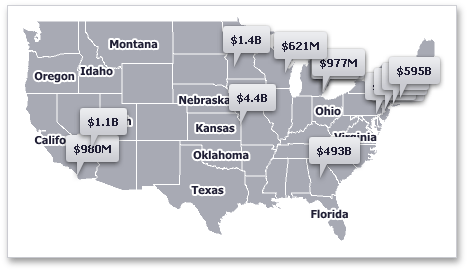 Montana
$1.4B
$621M
$977M
$595B
Oregon
Idaho
Nebraska
$4.4B
Ohio
$1.1B
h
Kansas
Virginia
Califo
$980M
$493B
Oklahoma
Texas
Florida